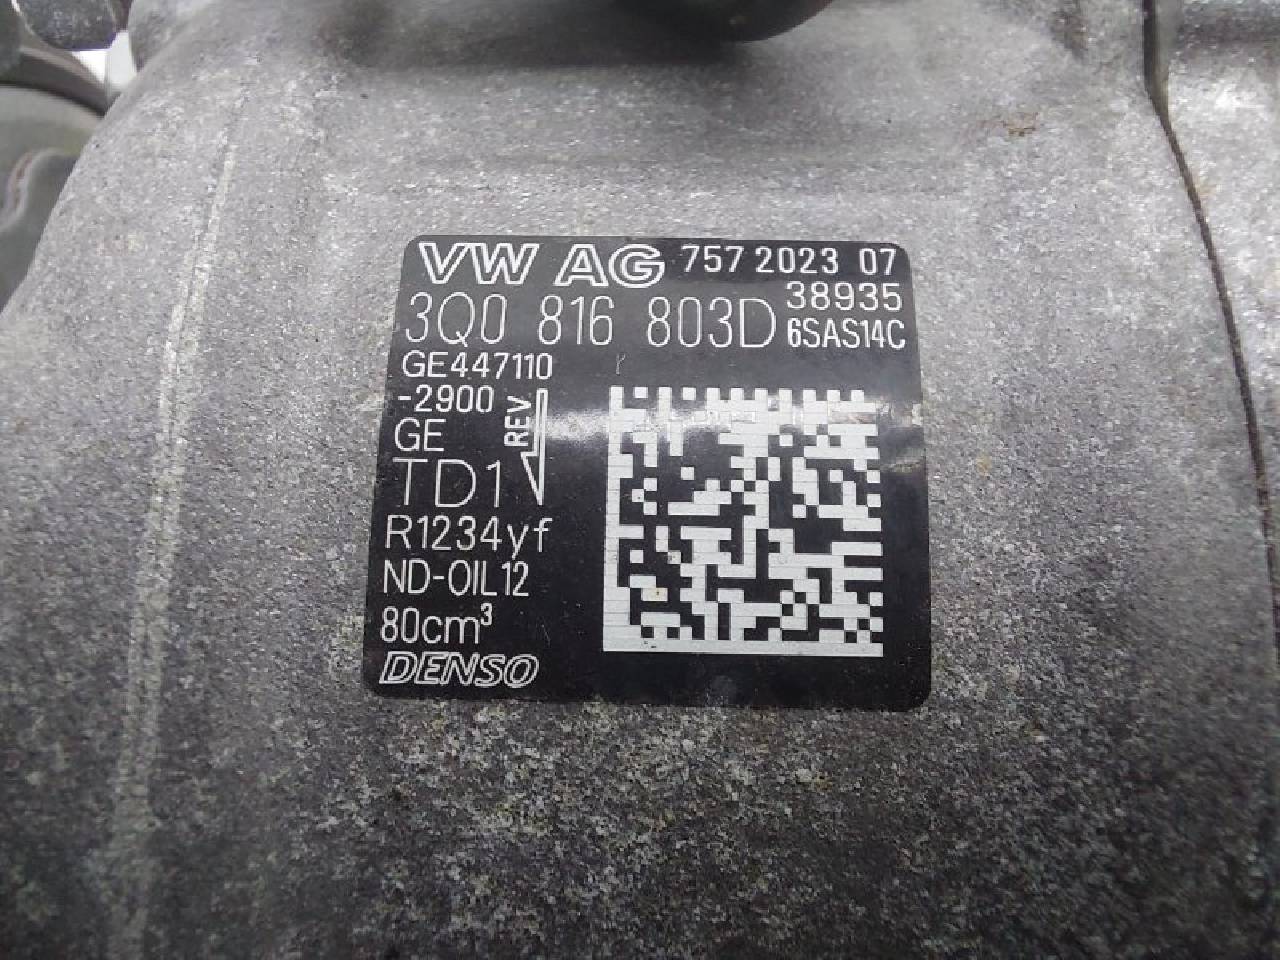 VW AG 757 2023 07
38935
3Q0 816 803D 6SAS14C
GE447110
-2900
REV
GE
TD1
R1234yf
ND-OIL12
80cm³
DENSO